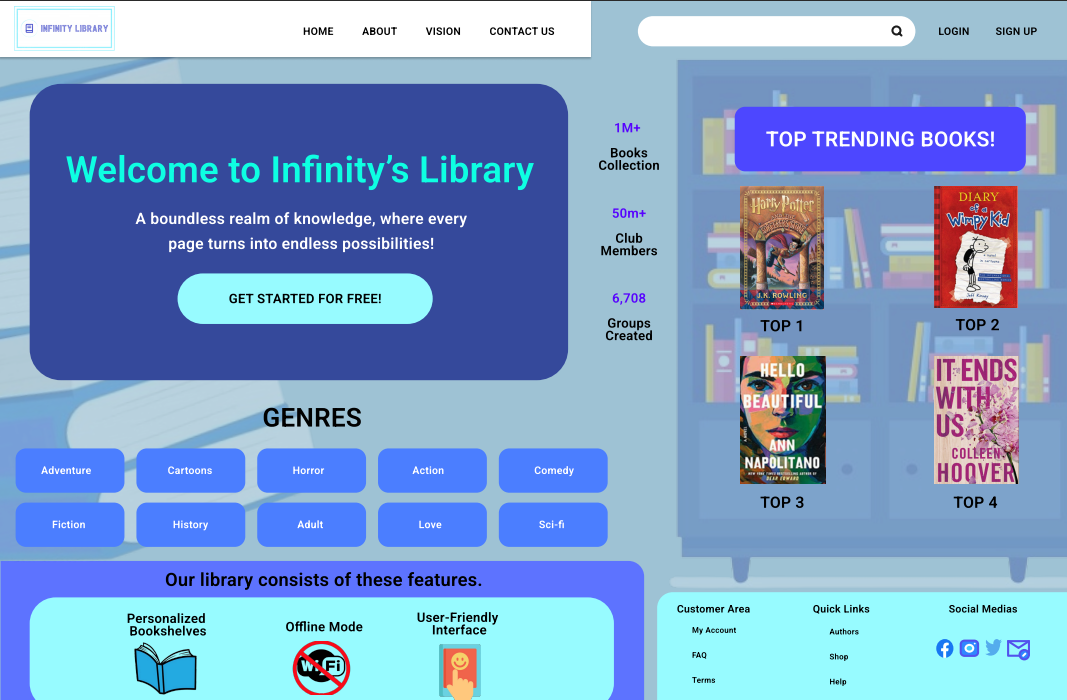 INFINITY LIBRARY
HOME
ABOUT
VISION
CONTACT US
LOGIN
SIGN UP
Welcome to Infinity’s Library
A boundless realm of knowledge, where every
page turns into endless possibilities!
GET STARTED FOR FREE!
1M+
Books
Collection
50m+
Club
Members
6,708
Groups
Created
TOP TRENDING BOOKS!
Harry Potter
J.K. ROWLING
TOP 1
DIARY
of a
Wimpy Kid
Jeff Kinney
TOP 2
HELLO
BEAUTIFUL
A NOVEL
ANN
NAPOLITANO
TOP 3
IT ENDS
WITH
US
COLLEEN
HOOVER
TOP 4
GENRES
Adventure
Cartoons
Horror
Action
Comedy
Fiction
History
Adult
Love
Sci-fi
Our library consists of these features.
Personalized
Bookshelves
Offline Mode
Wi Fi
User-Friendly
Interface
Customer Area
My Account
FAQ
Terms
Quick Links
Authors
Shop
Help
Social Medias